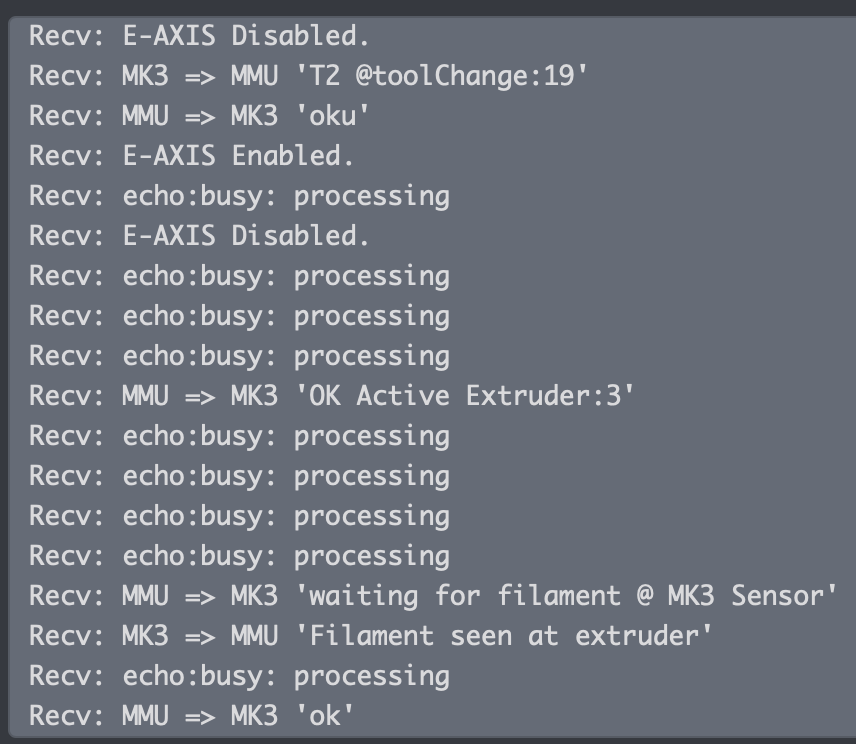 Recv: E-AXIS Disabled.
Recv: MK3 => MMU 'T2 @toolChange:19'
Recv: MMU => MK3 'oku'
Recv: E-AXIS Enabled.
Recv: echo:busy: processing
Recv: E-AXIS Disabled.
Recv: echo:busy: processing
Recv: echo:busy: processing
Recv: echo:busy: processing
Recv: MMU => MK3 'OK Active Extruder:3'
Recv: echo:busy: processing
Recv: echo:busy: processing
Recv: echo:busy: processing
Recv: echo:busy: processing
Recv: MMU => MK3 'waiting for filament @ MK3 Sensor'
Recv: MK3 => MMU 'Filament seen at extruder'
Recv: echo:busy: processing
Recv: MMU => MK3 'ok'